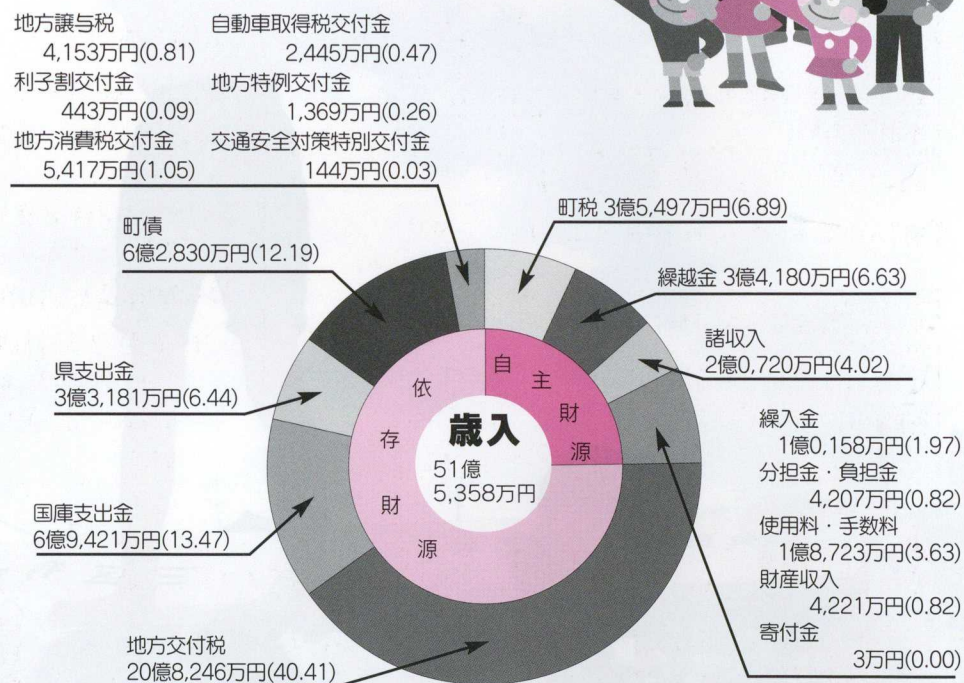 地方譲与税
4,153万円(0.81)
利子割交付金
443万円(0.09)
地方消費税交付金
5,417万円(1.05)
自動車取得税交付金
2,445万円(0.47)
地方特例交付金
1,369万円(0.26)
交通安全対策特別交付金
144万円(0.03)
町税 3億5,497万円(6.89)
繰越金 3億4,180万円(6.63)
諸収入
2億0,720万円(4.02)
繰入金
1億0,158万円(1.97)
分担金・負担金
4,207万円(0.82)
使用料・手数料
1億8,723万円(3.63)
財産収入
4,221万円(0.82)
寄付金
3万円(0.00)
町債
6億2,830万円(12.19)
県支出金
3億3,181万円(6.44)
国庫支出金
6億9,421万円(13.47)
地方交付税
20億8,246万円(40.41)
自主財源
依存財源
歳入
51億
5,358万円